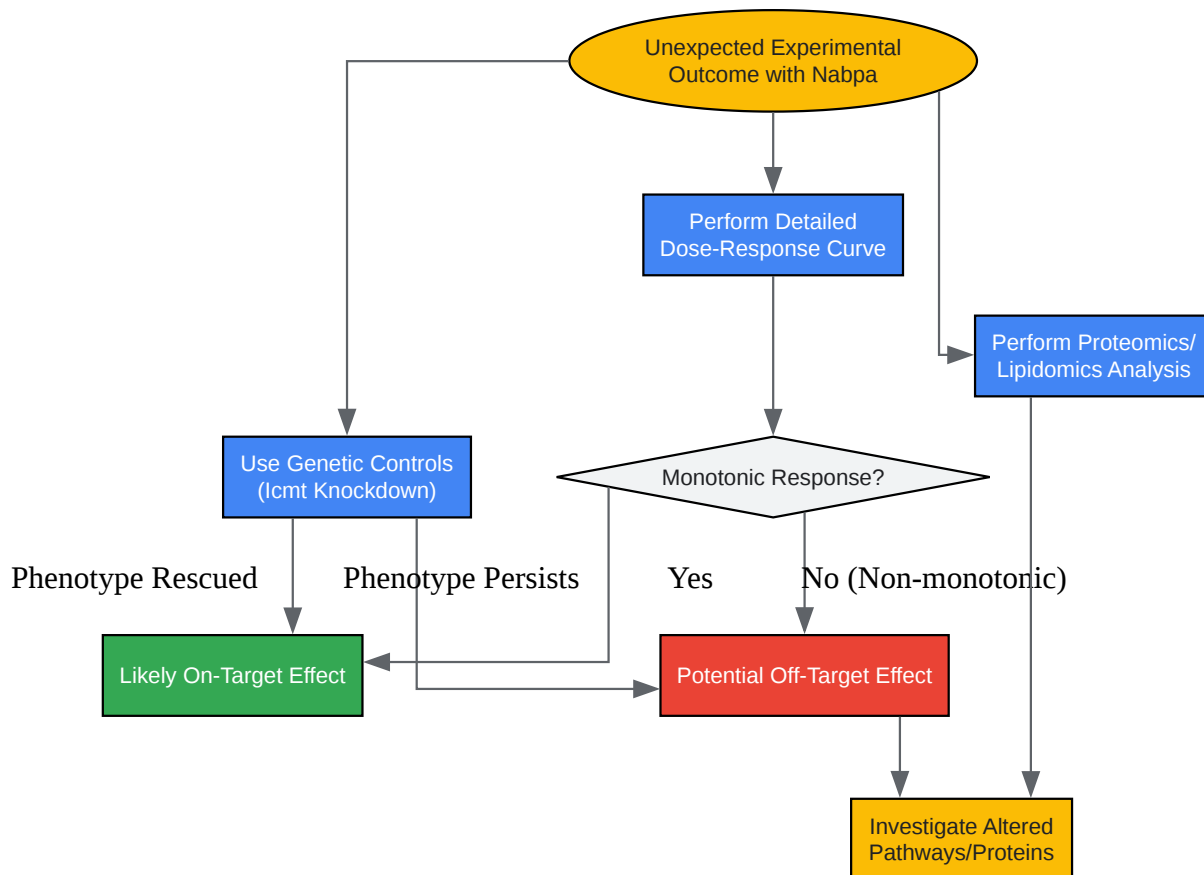 Unexpected Experimental
Outcome with Nabpa
Perform Detailed
Dose-Response Curve
Perform Proteomics/
Lipidomics Analysis
Use Genetic Controls
(Icmt Knockdown)
Monotonic Response?
Phenotype Rescued
Phenotype Persists
Yes
No (Non-monotonic)
Likely On-Target Effect
Potential Off-Target Effect
Investigate Altered
Pathways/Proteins